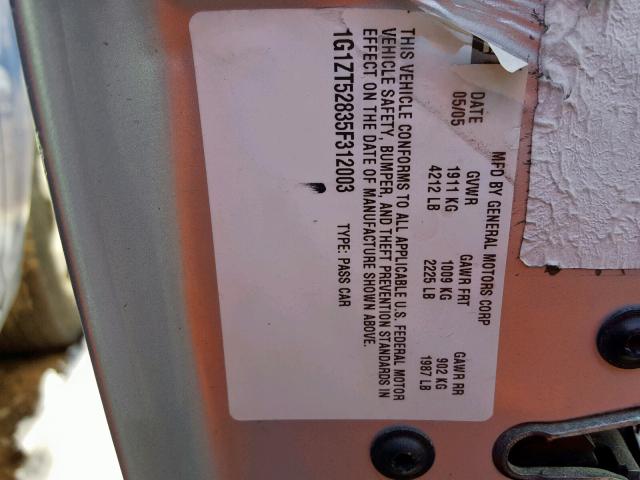 MFD BY GENERAL MOTORS CORP
DATE GVWR GAWR FRT GAWR RR
05/05 1911 KG 1009 KG 902 KG
4212 LB 2225 LB 1987 LB
THIS VEHICLE CONFORMS TO ALL APPLICABLE U.S. FEDERAL MOTOR
VEHICLE SAFETY, BUMPER, AND THEFT PREVENTION STANDARDS IN
EFFECT ON THE DATE OF MANUFACTURE SHOWN ABOVE.
1G1ZT52835F312003 TYPE: PASS CAR